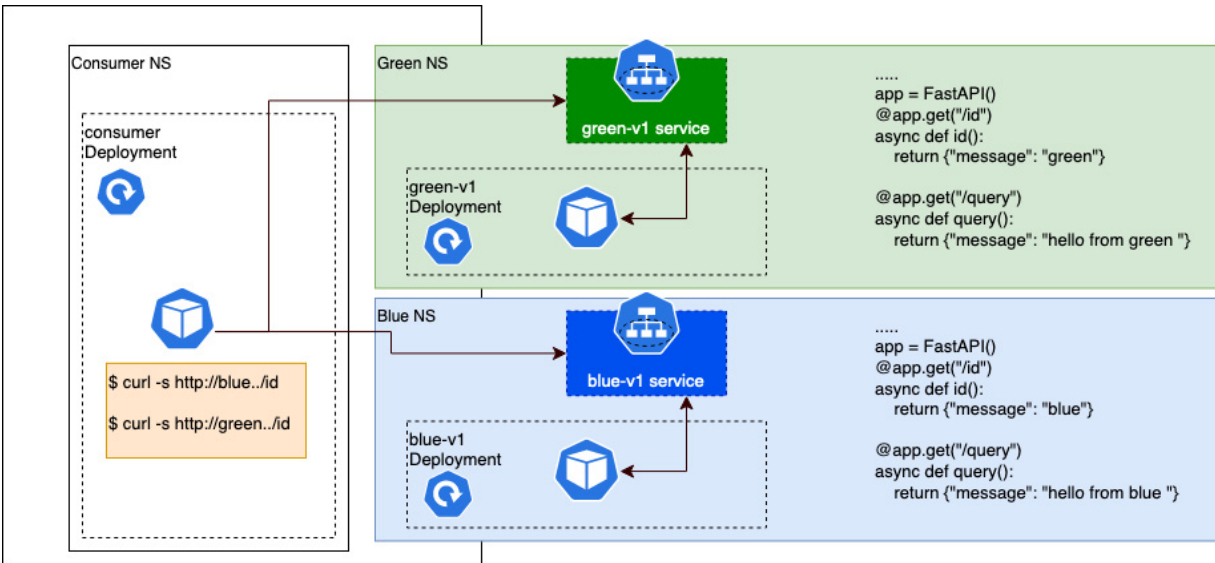 Consumer NS
consumer
Deployment
$ curl -s http://blue../id
$ curl -s http://green../id
Green NS
green-v1 service
green-v1
Deployment
.....
app = FastAPI()
@app.get("/id")
async def id():
return {"message": "green"}
@app.get("/query")
async def query():
return {"message": "hello from green "}
Blue NS
blue-v1 service
blue-v1
Deployment
.....
app = FastAPI()
@app.get("/id")
async def id():
return {"message": "blue"}
@app.get("/query")
async def query():
return {"message": "hello from blue "}